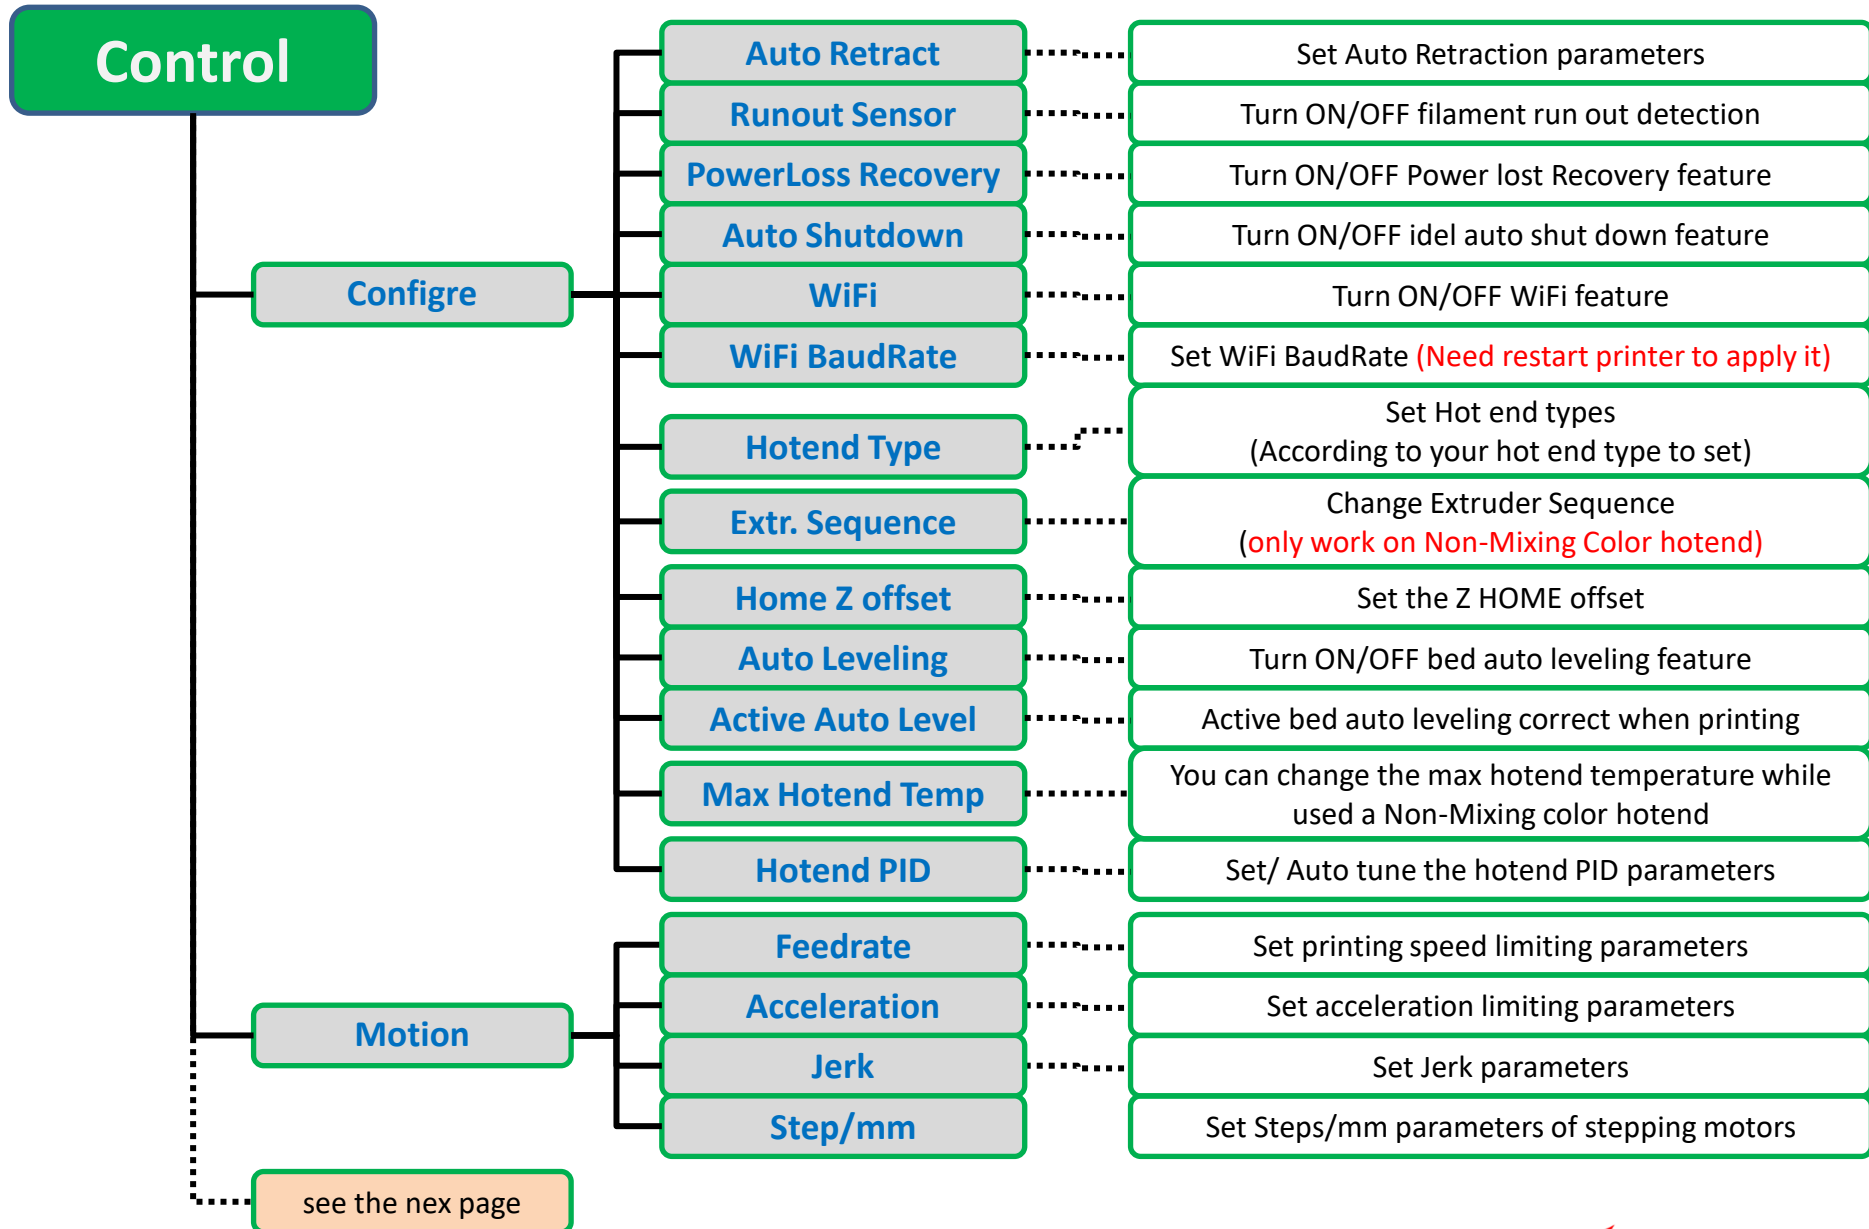 Control
Auto Retract
Set Auto Retraction parameters
Runout Sensor
Turn ON/OFF filament run out detection
PowerLoss Recovery
Turn ON/OFF Power lost Recovery feature
Auto Shutdown
Turn ON/OFF idel auto shut down feature
Configre
WiFi
Turn ON/OFF WiFi feature
WiFi BaudRate
Set WiFi BaudRate (Need restart printer to apply it)
Hotend Type
Set Hot end types
(According to your hot end type to set)
Extr. Sequence
Change Extruder Sequence
(only work on Non-Mixing Color hotend)
Home Z offset
Set the Z HOME offset
Auto Leveling
Turn ON/OFF bed auto leveling feature
Active Auto Level
Active bed auto leveling correct when printing
Max Hotend Temp
You can change the max hotend temperature while
used a Non-Mixing color hotend
Hotend PID
Set/ Auto tune the hotend PID parameters
Motion
Feedrate
Set printing speed limiting parameters
Acceleration
Set acceleration limiting parameters
Jerk
Set Jerk parameters
Step/mm
Set Steps/mm parameters of stepping motors
see the nex page